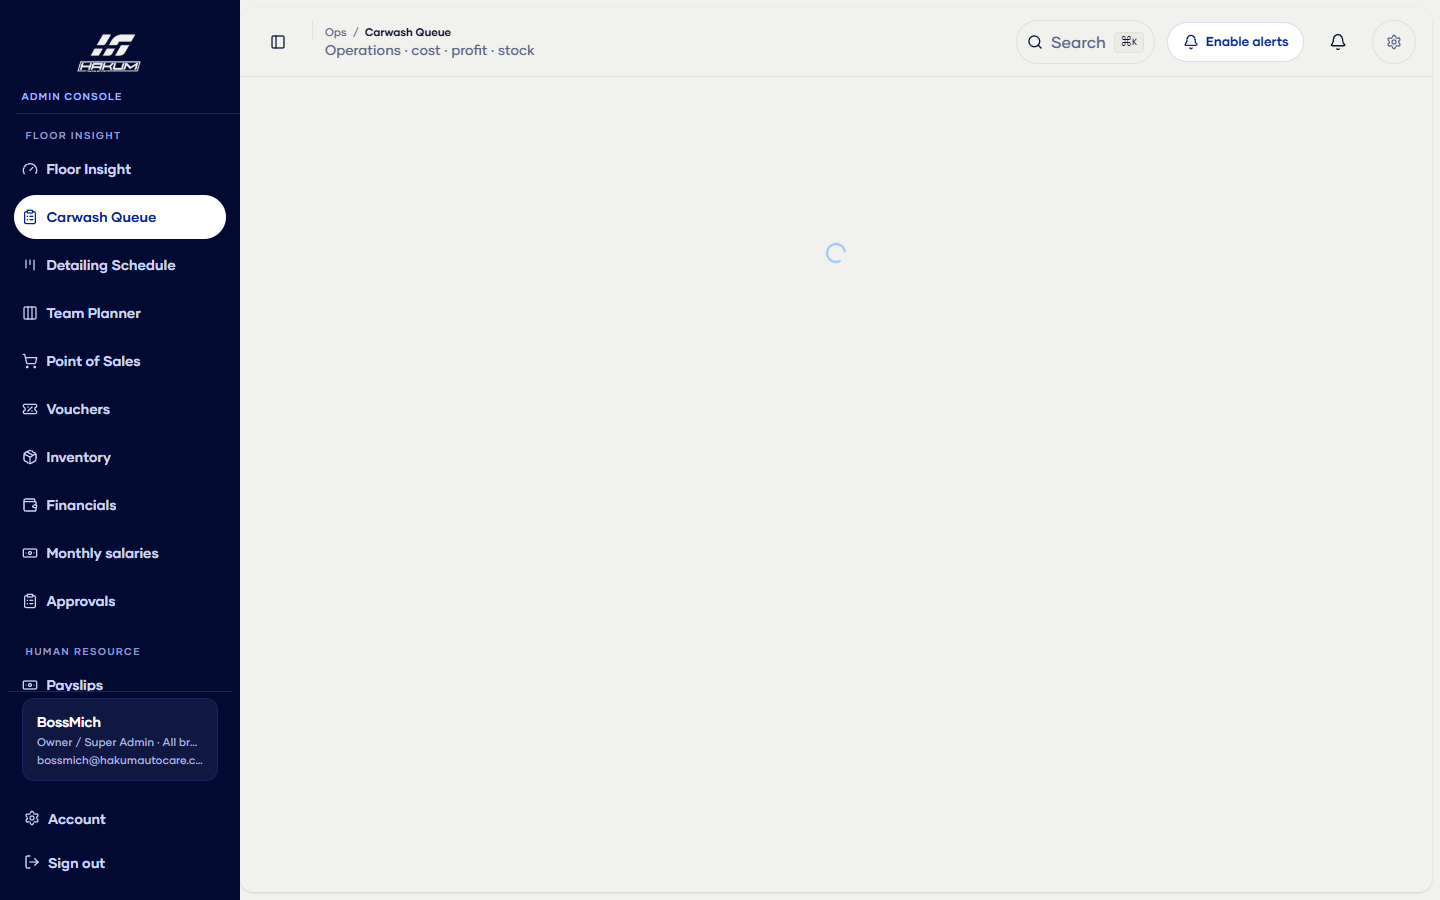 HAKUM
ADMIN CONSOLE
FLOOR INSIGHT
Floor Insight
Carwash Queue
Detailing Schedule
Team Planner
Point of Sales
Vouchers
Inventory
Financials
Monthly salaries
Approvals
HUMAN RESOURCE
Payslips
BossMich
Owner / Super Admin · All br...
bossmich@hakumautocare.c...
Account
Sign out
Ops / Carwash Queue
Operations · cost · profit · stock
Search ⌘K
Enable alerts